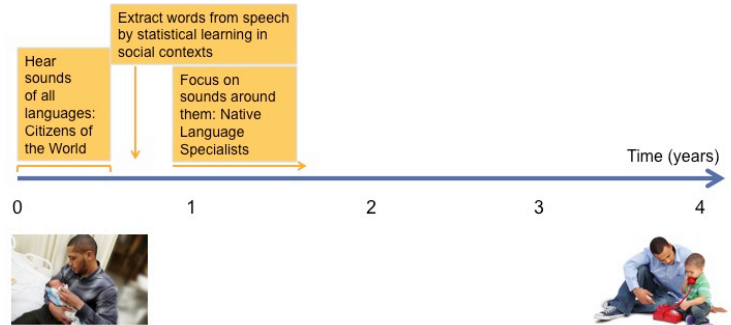 Extract words from speech
by statistical learning in
social contexts
Hear
sounds
of all
languages:
Citizens of
the World
Focus on
sounds around
them: Native
Language
Specialists
Time (years)
0 1 2 3 4